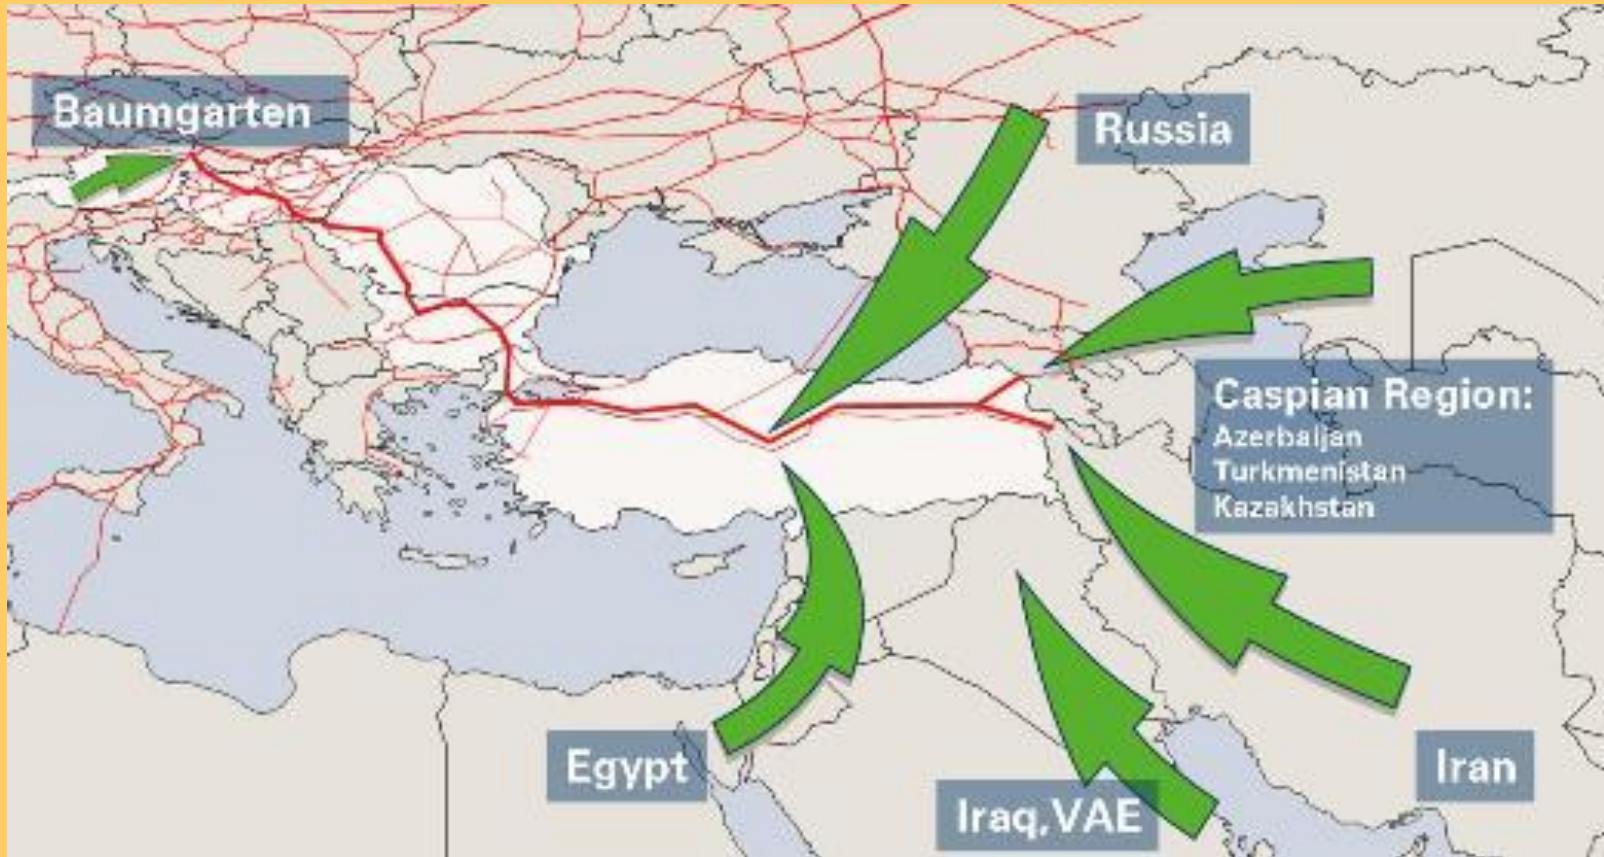 Baumgarten
Russia
Caspian Region:
Azerbaijan
Turkmenistan
Kazakhstan
Egypt
Iraq,VAE
Iran